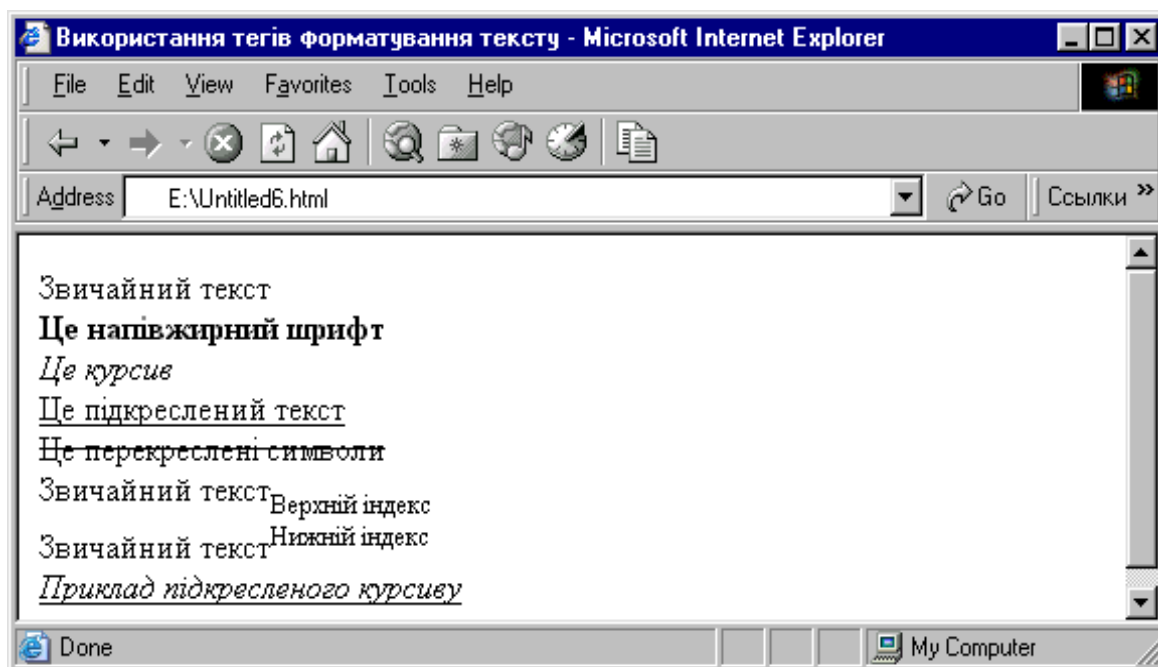 Використання тегів форматування тексту - Microsoft Internet Explorer
File Edit View Favorites Tools Help
Address E:\Untitled6.html Go Ссылки »
Звичайний текст
Це напівжирний шрифт
Це курсив
Це підкреслений текст
Це перекреслені символи
Звичайний текстВерхній індекс
Звичайний текстНижній індекс
Приклад підкресленого курсиву
Done My Computer